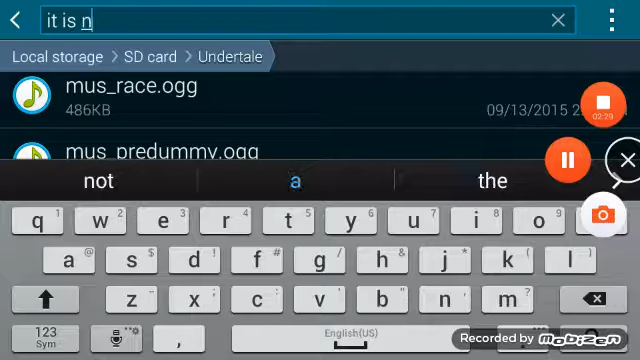 it is n
Local storage > SD card > Undertale
mus_race.ogg
486KB 09/13/2015 2
02:29
mus_predummy.ogg
not a the
q 1 w 2 e 3 r 4 t 5 y 6 u 7 i 8 o 9
a @ s $ d ! f # g / h & j * k ( l )
z - x ' c " v : b ; n , m ?
123 Sym , English(US)
Recorded by MOBIZEN